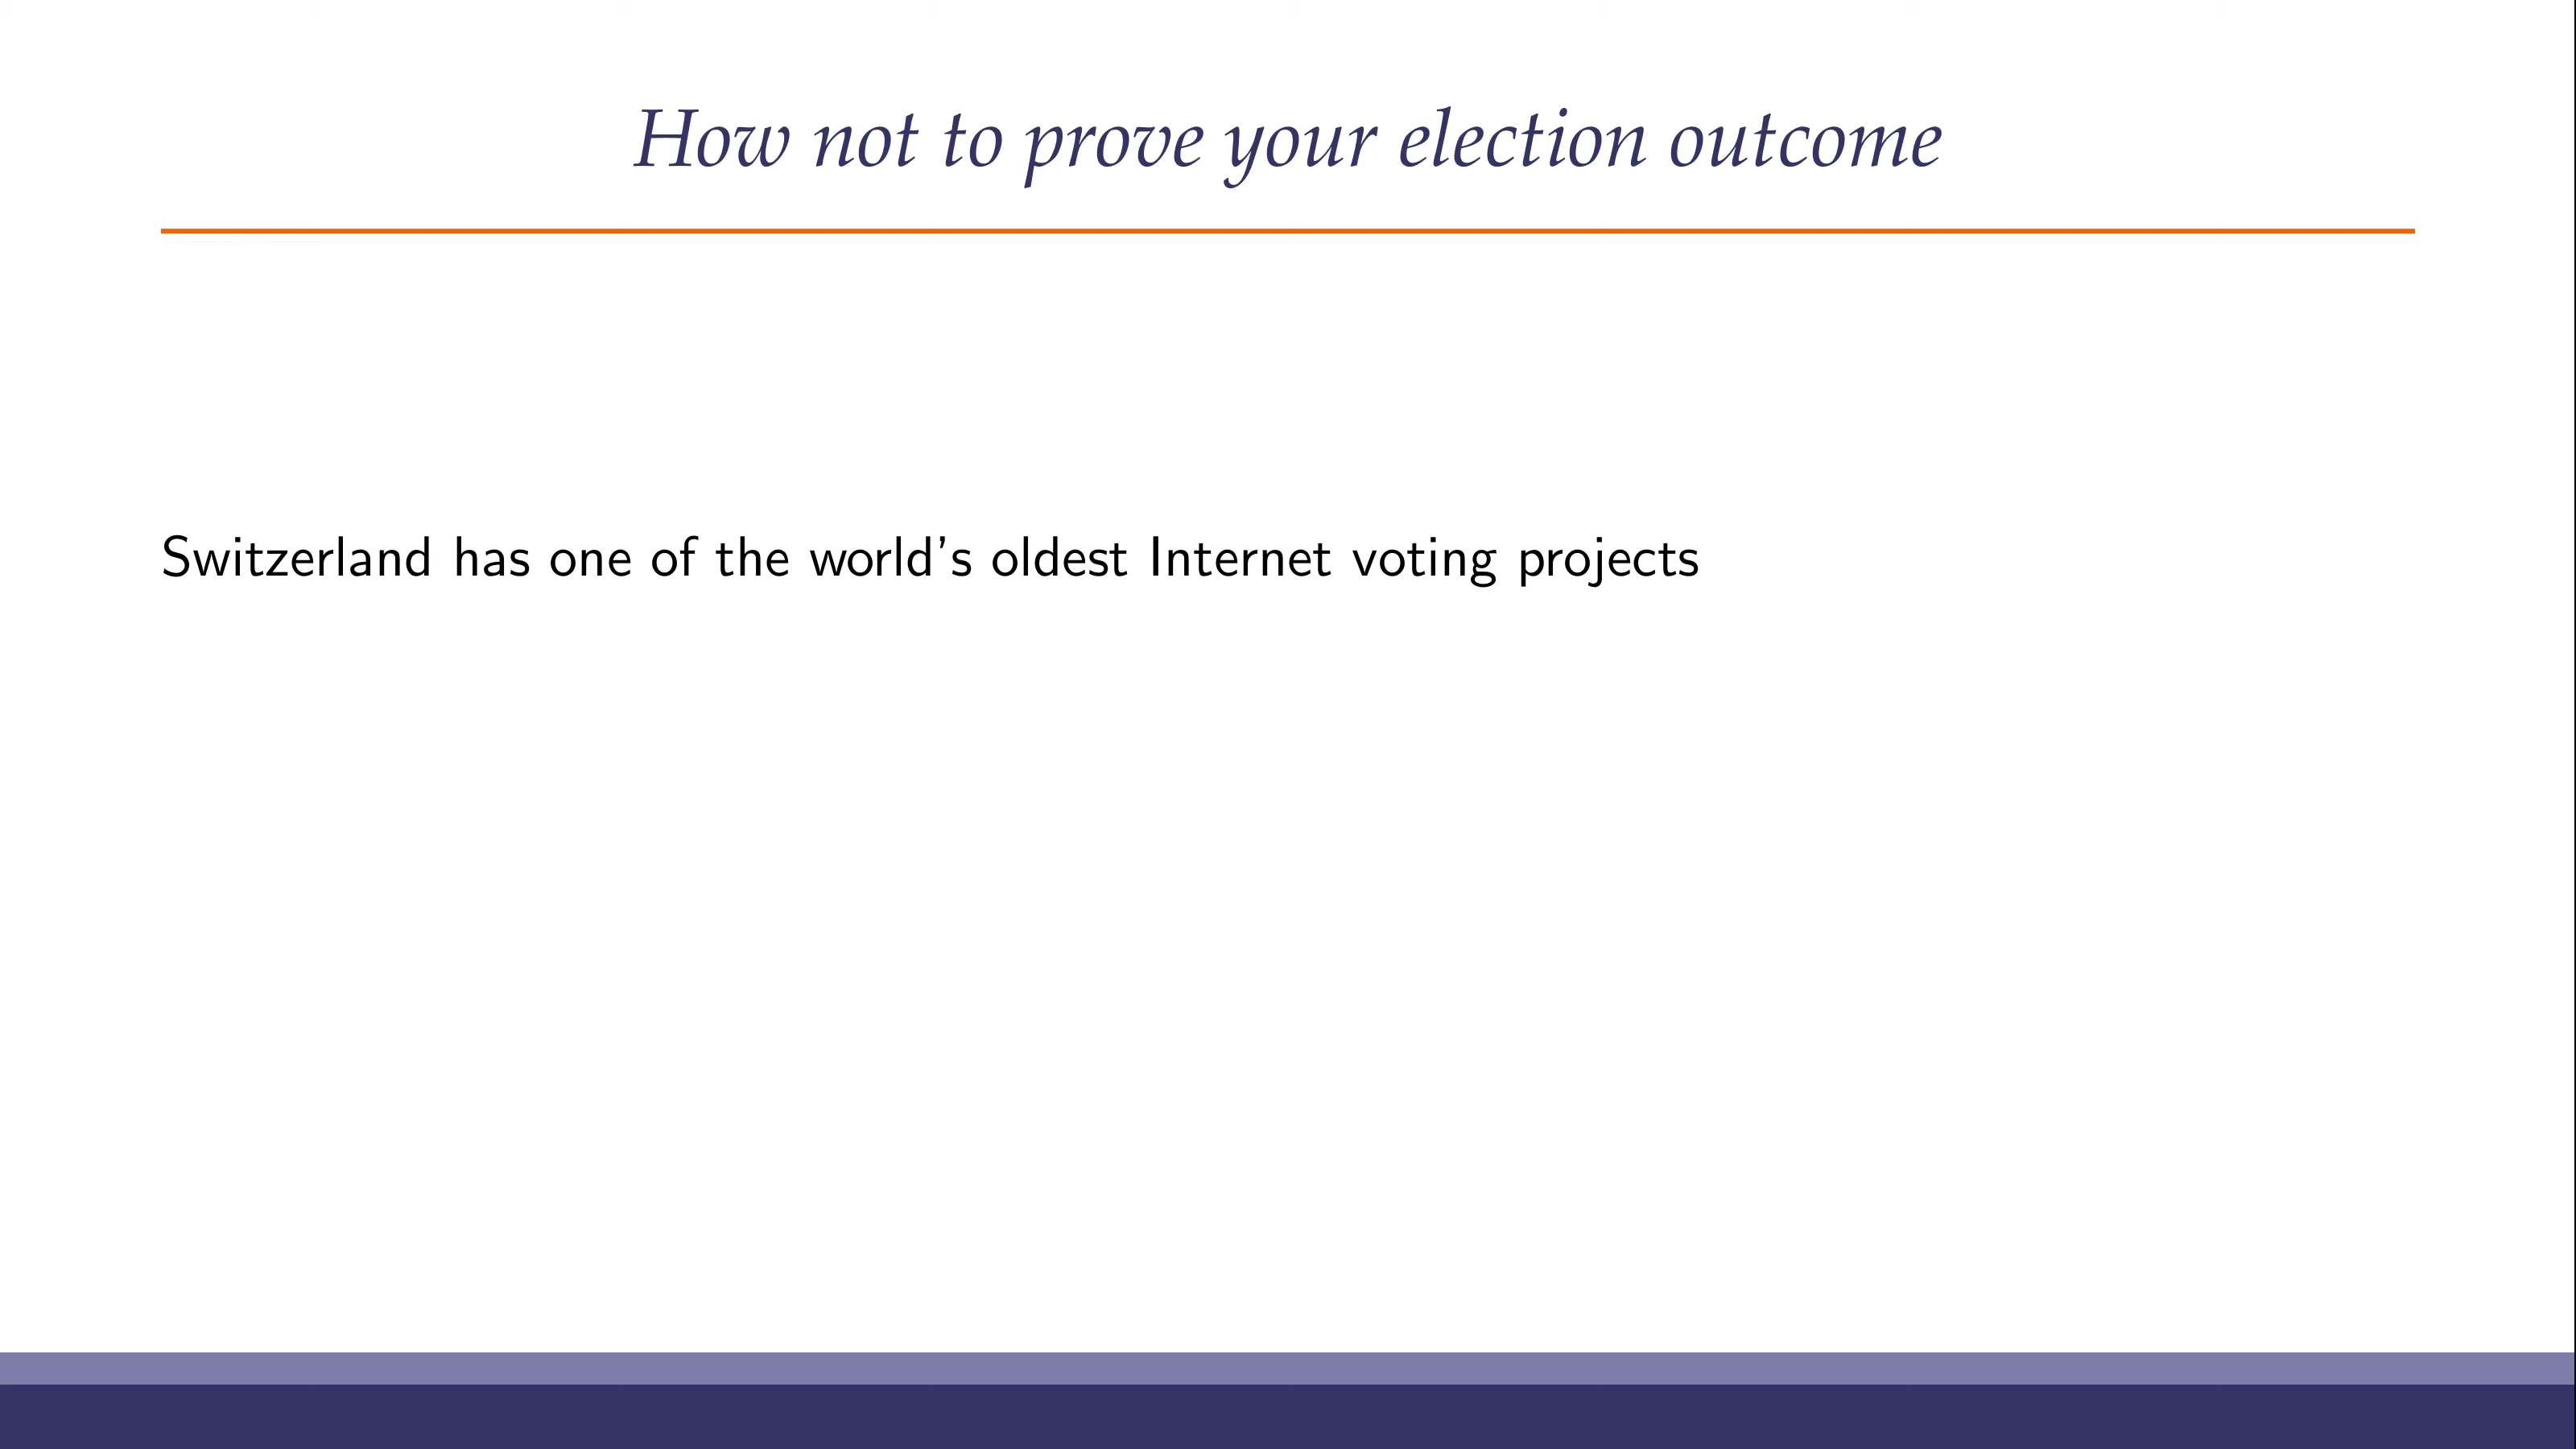 How not to prove your election outcome
Switzerland has one of the world's oldest Internet voting projects